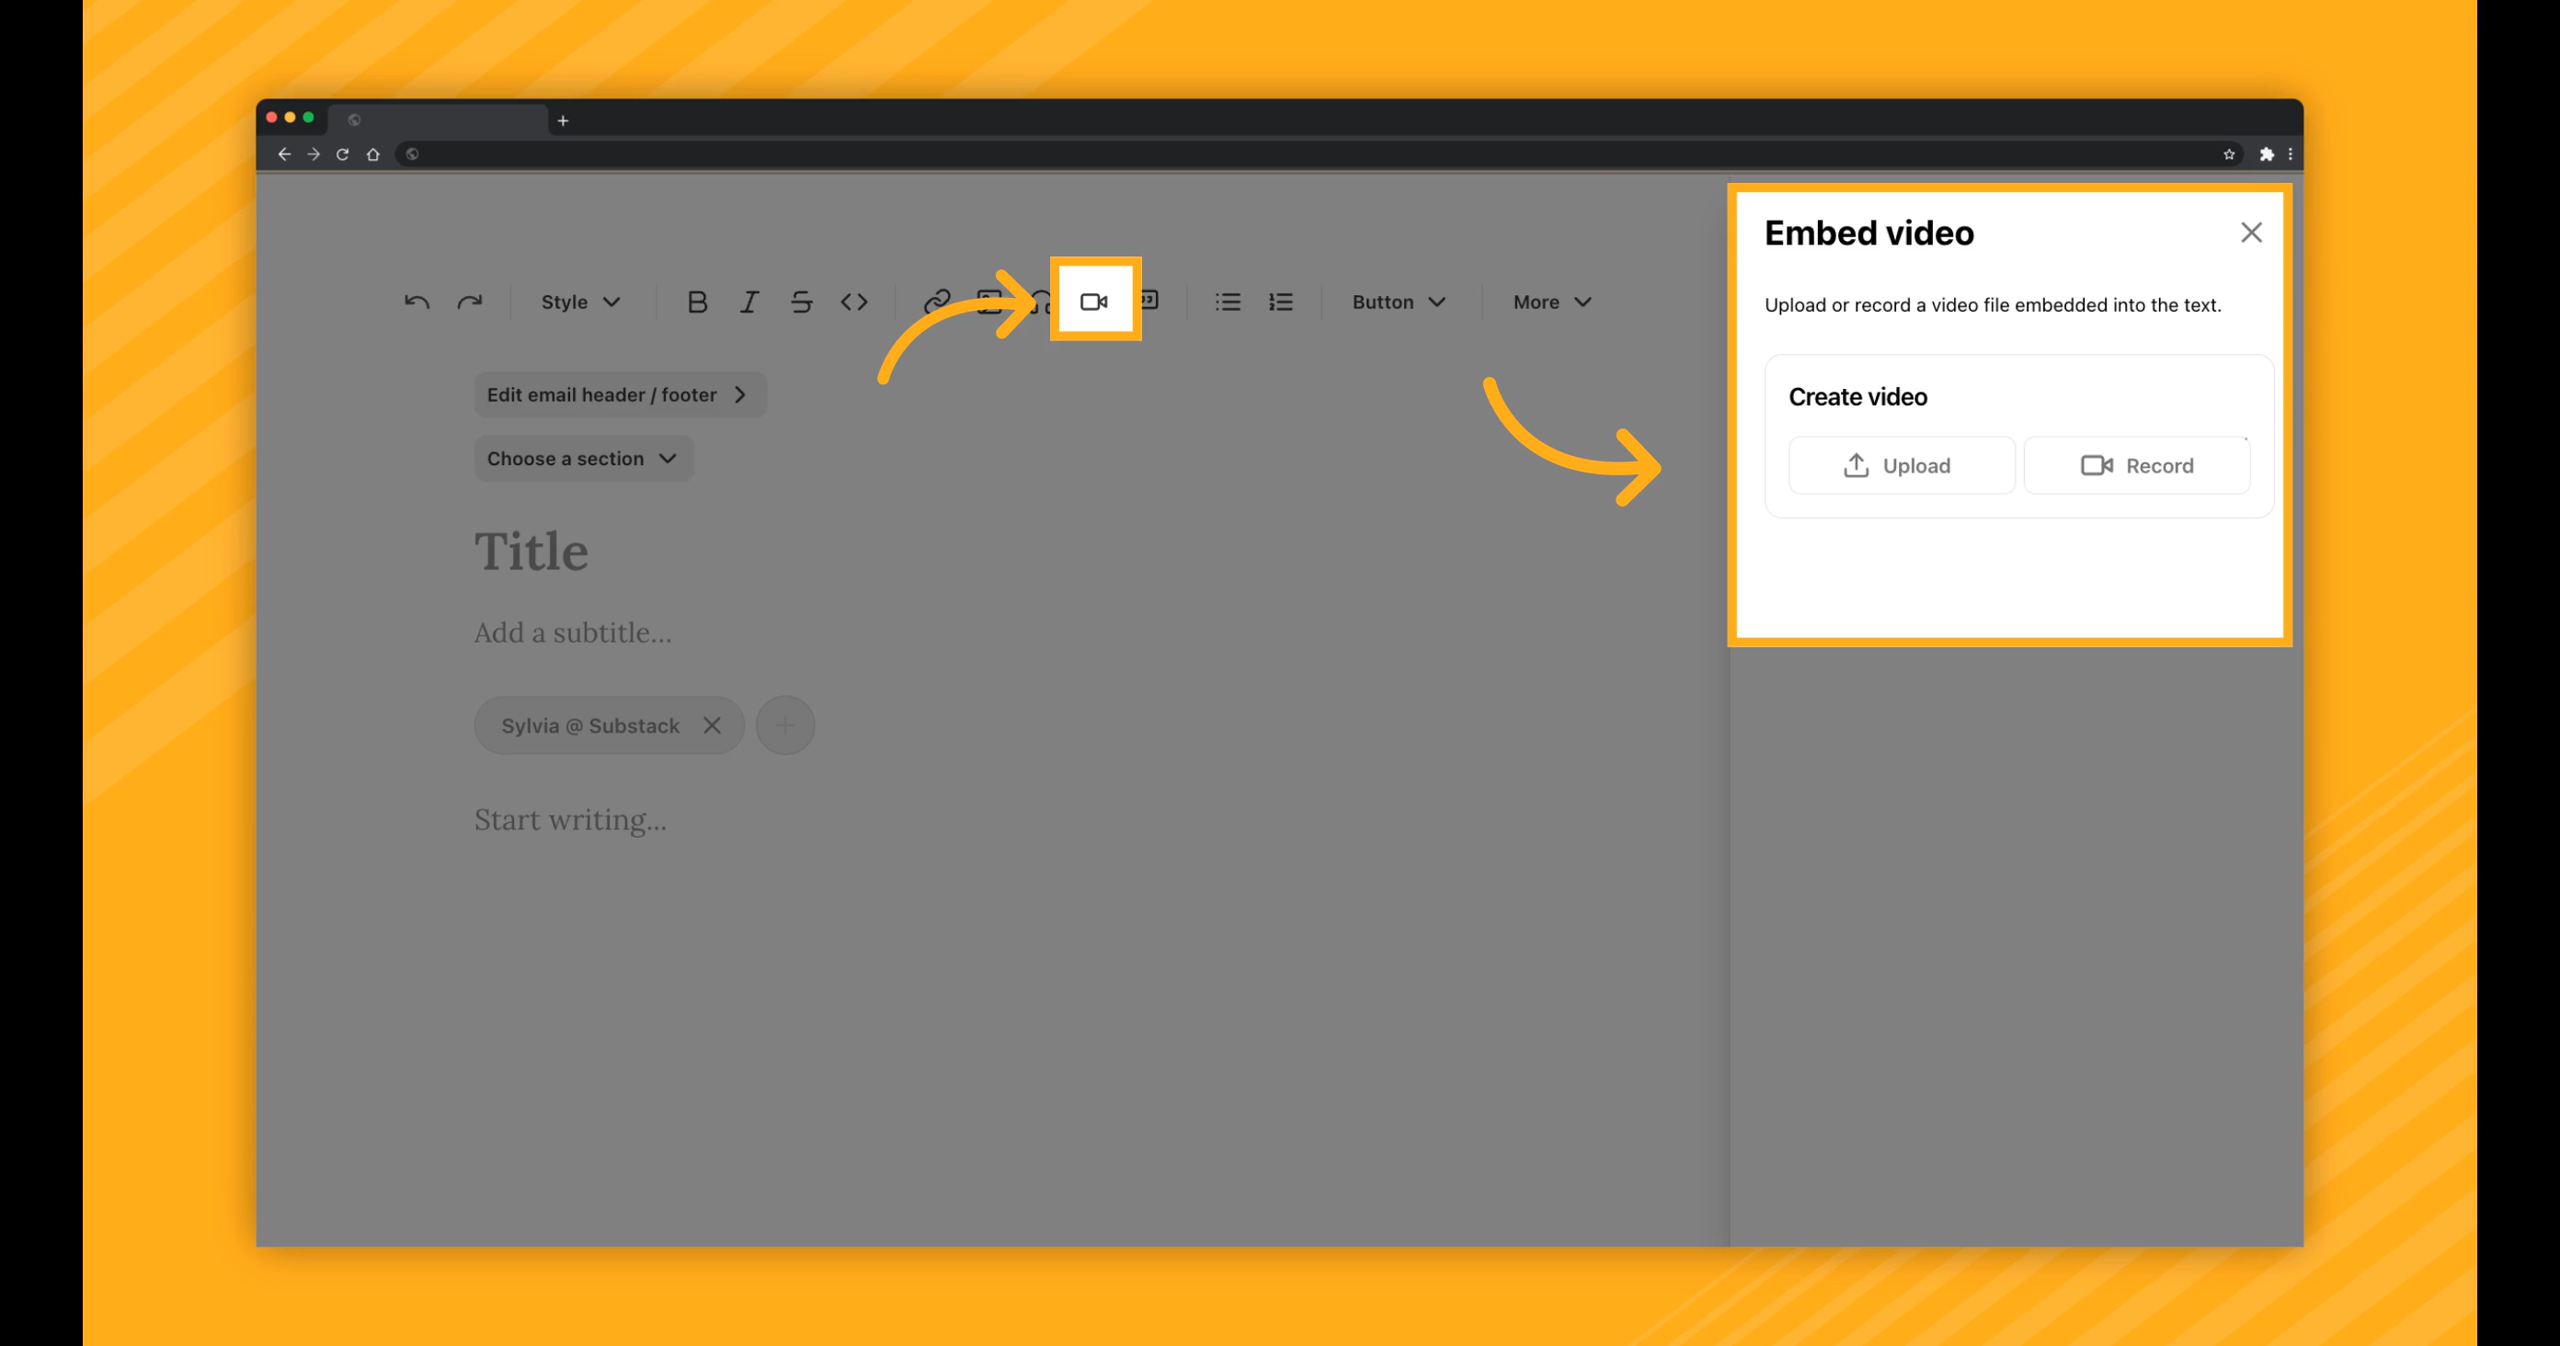 Style
Button
More
Edit email header / footer
Choose a section
Title
Add a subtitle...
Sylvia @ Substack
Start writing...
Embed video
Upload or record a video file embedded into the text.
Create video
Upload
Record